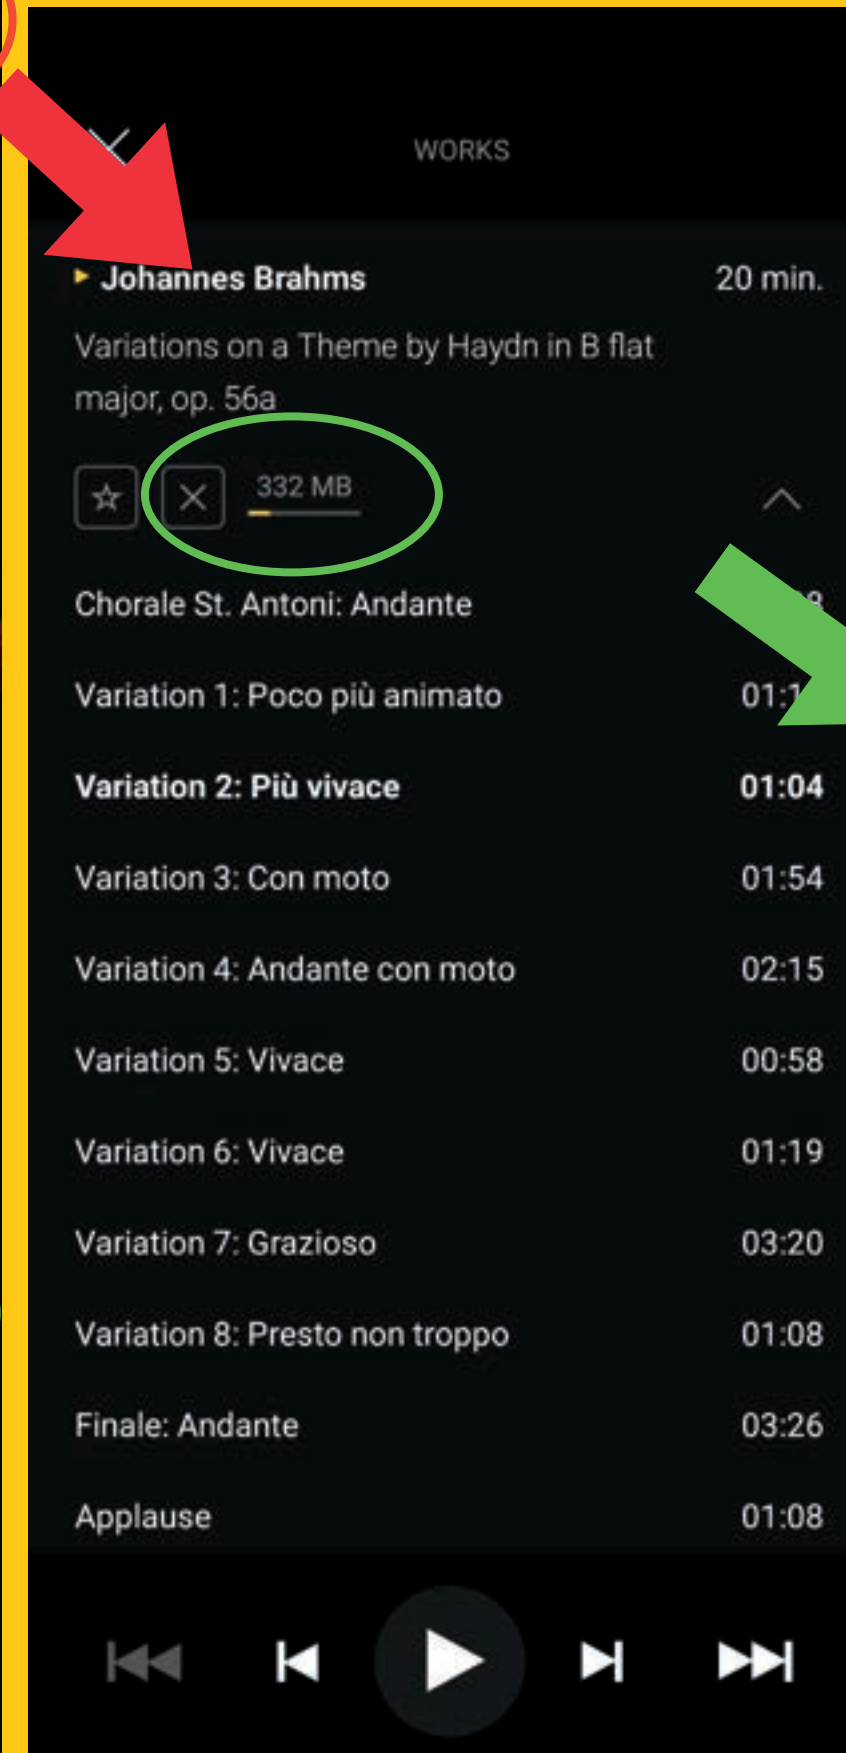 WORKS
Johannes Brahms 20 min.
Variations on a Theme by Haydn in B flat
major, op. 56a
332 MB
Chorale St. Antoni: Andante
Variation 1: Poco più animato
Variation 2: Più vivace 01:04
Variation 3: Con moto 01:54
Variation 4: Andante con moto 02:15
Variation 5: Vivace 00:58
Variation 6: Vivace 01:19
Variation 7: Grazioso 03:20
Variation 8: Presto non troppo 01:08
Finale: Andante 03:26
Applause 01:08